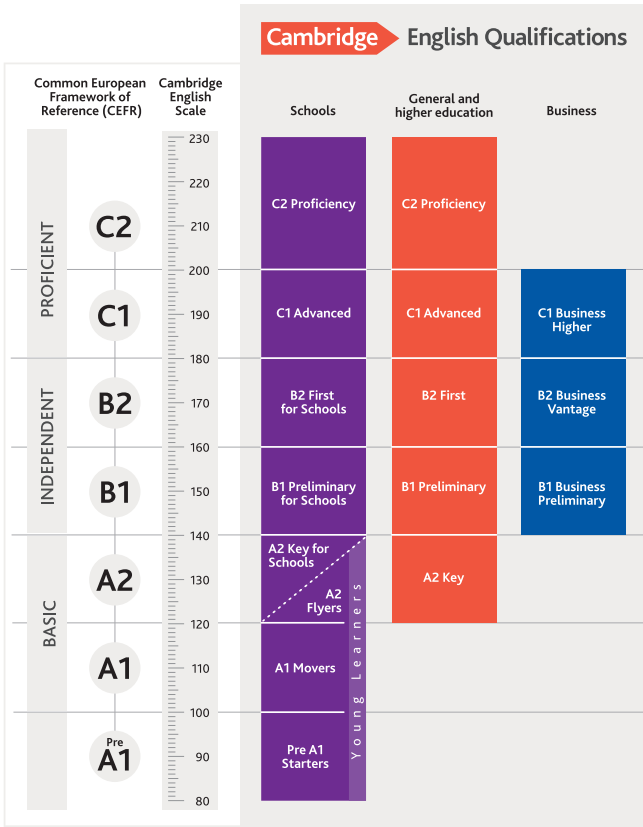 Cambridge English Qualifications
Common European
Framework of
Reference (CEFR)
Cambridge
English
Scale
Schools
General and
higher education
Business
PROFICIENT
INDEPENDENT
BASIC
C2
C1
B2
B1
A2
A1
Pre
A1
230
220
210
200
190
180
170
160
150
140
130
120
110
100
90
80
C2 Proficiency
C1 Advanced
B2 First
for Schools
B1 Preliminary
for Schools
A2 Key for
Schools
A2
Flyers
A1 Movers
Pre A1
Starters
Young Learners
C2 Proficiency
C1 Advanced
B2 First
B1 Preliminary
A2 Key
C1 Business
Higher
B2 Business
Vantage
B1 Business
Preliminary